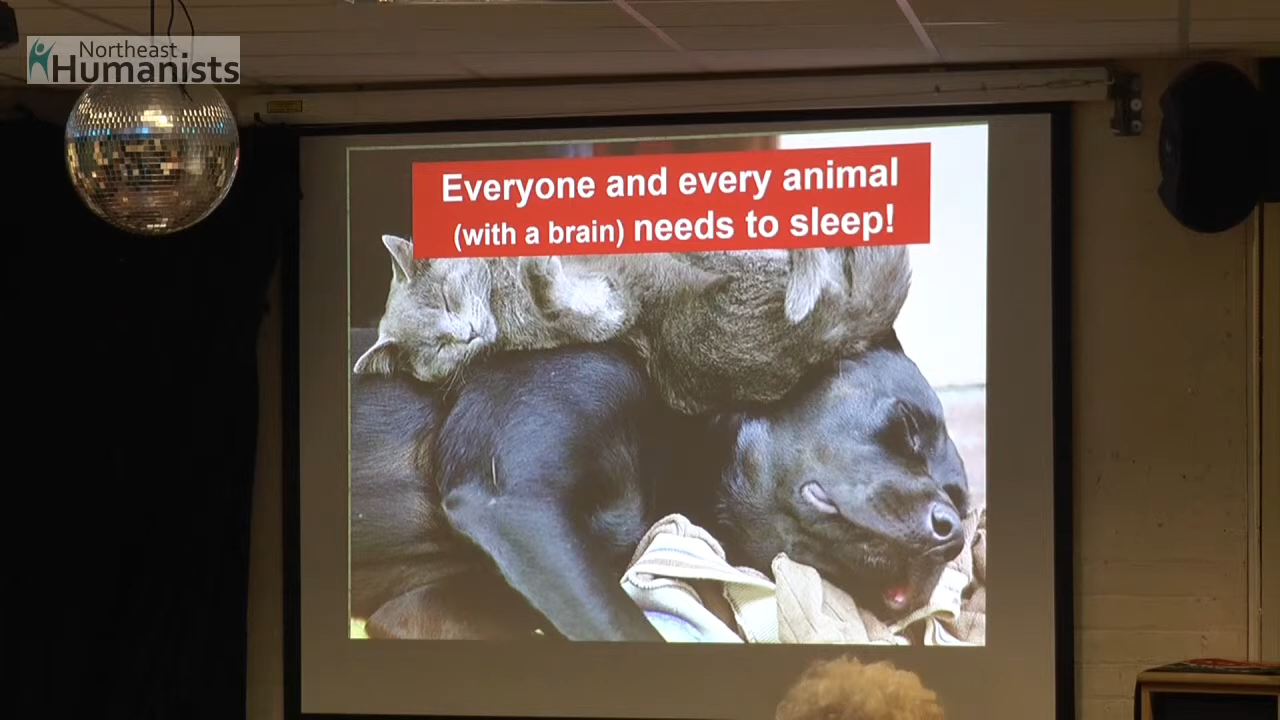 Northeast
Humanists
Everyone and every animal
(with a brain) needs to sleep!